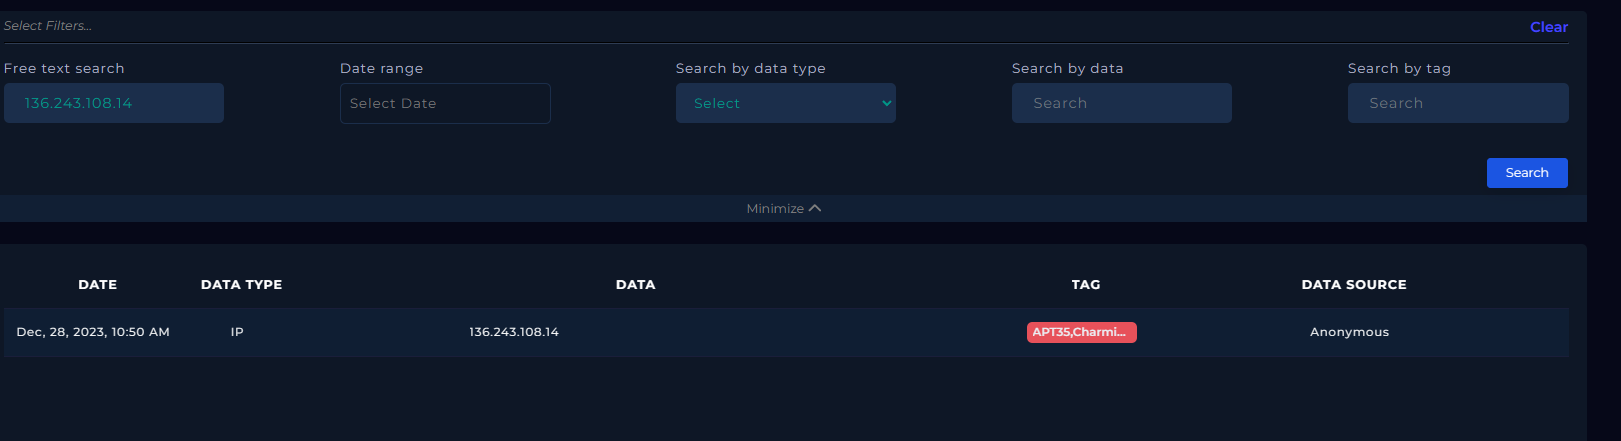 Select Filters...
Clear
Free text search
Date range
Search by data type
Search by data
Search by tag
136.243.108.14
Select Date
Select
Search
Search
Search
Minimize
DATE DATA TYPE DATA TAG DATA SOURCE
Dec, 28, 2023, 10:50 AM IP 136.243.108.14 APT35,Charmi... Anonymous